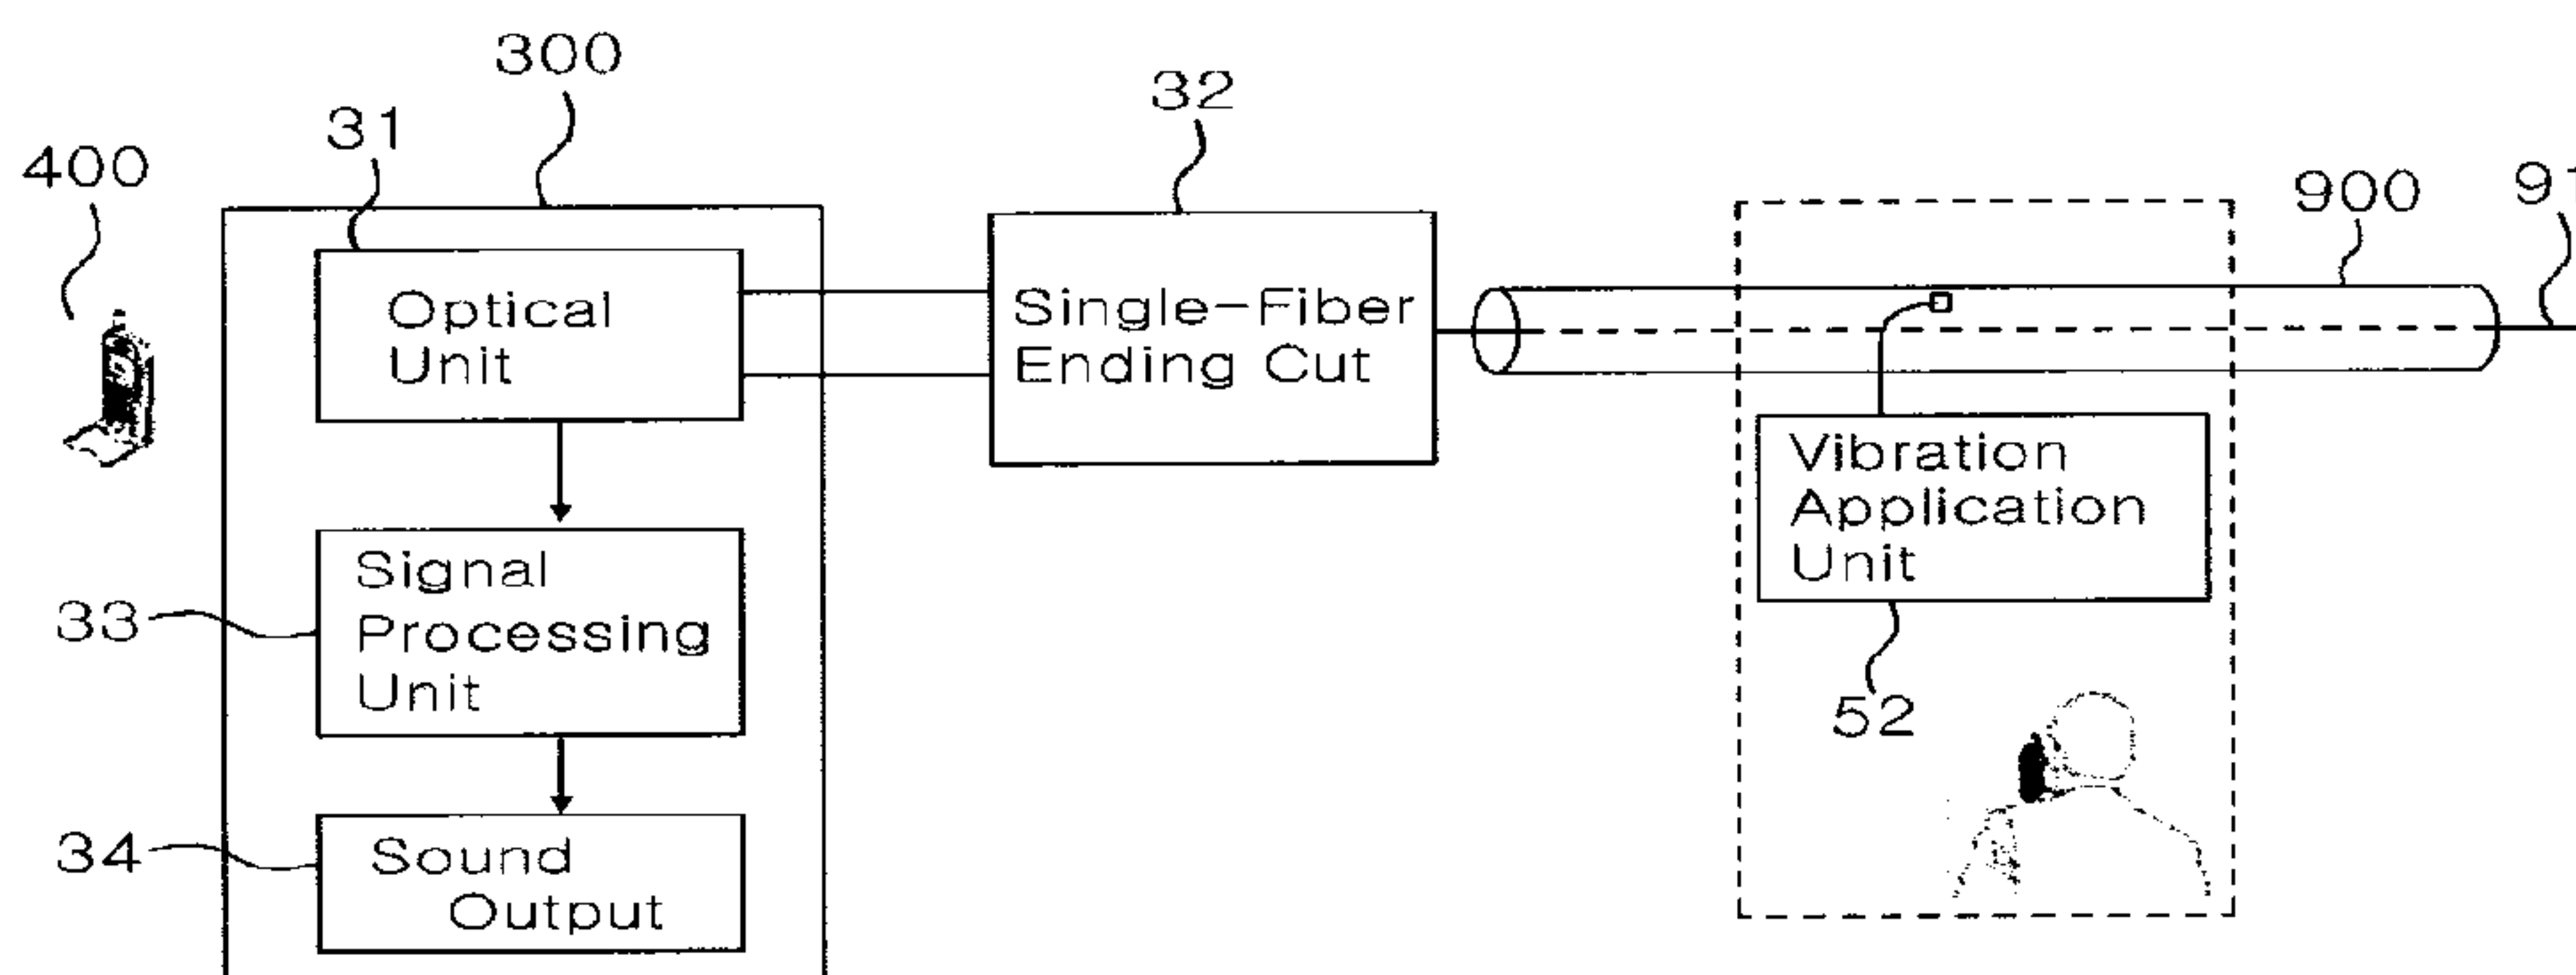 300
32
31
400
900
91
Optical
Unit
Single-Fiber
Ending Cut
Vibration
Application
Unit
Signal
Processing
Unit
33
52
34
Sound
Output